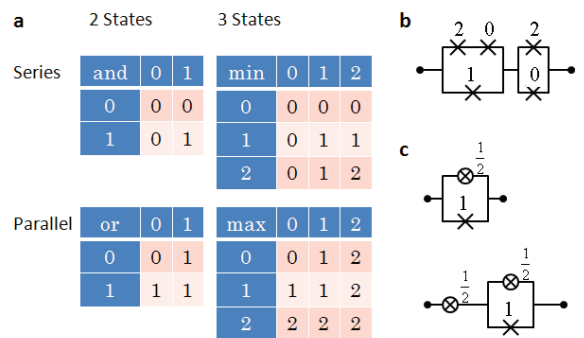 a 2 States 3 States
Series
and 0 1
0 0 0
1 0 1
min 0 1 2
0 0 0 0
1 0 1 1
2 0 1 2
Parallel
or 0 1
0 0 1
1 1 1
max 0 1 2
0 0 1 2
1 1 1 2
2 2 2 2
b
2 0 2
1 0
c
1/2
1
1/2
1/2
1